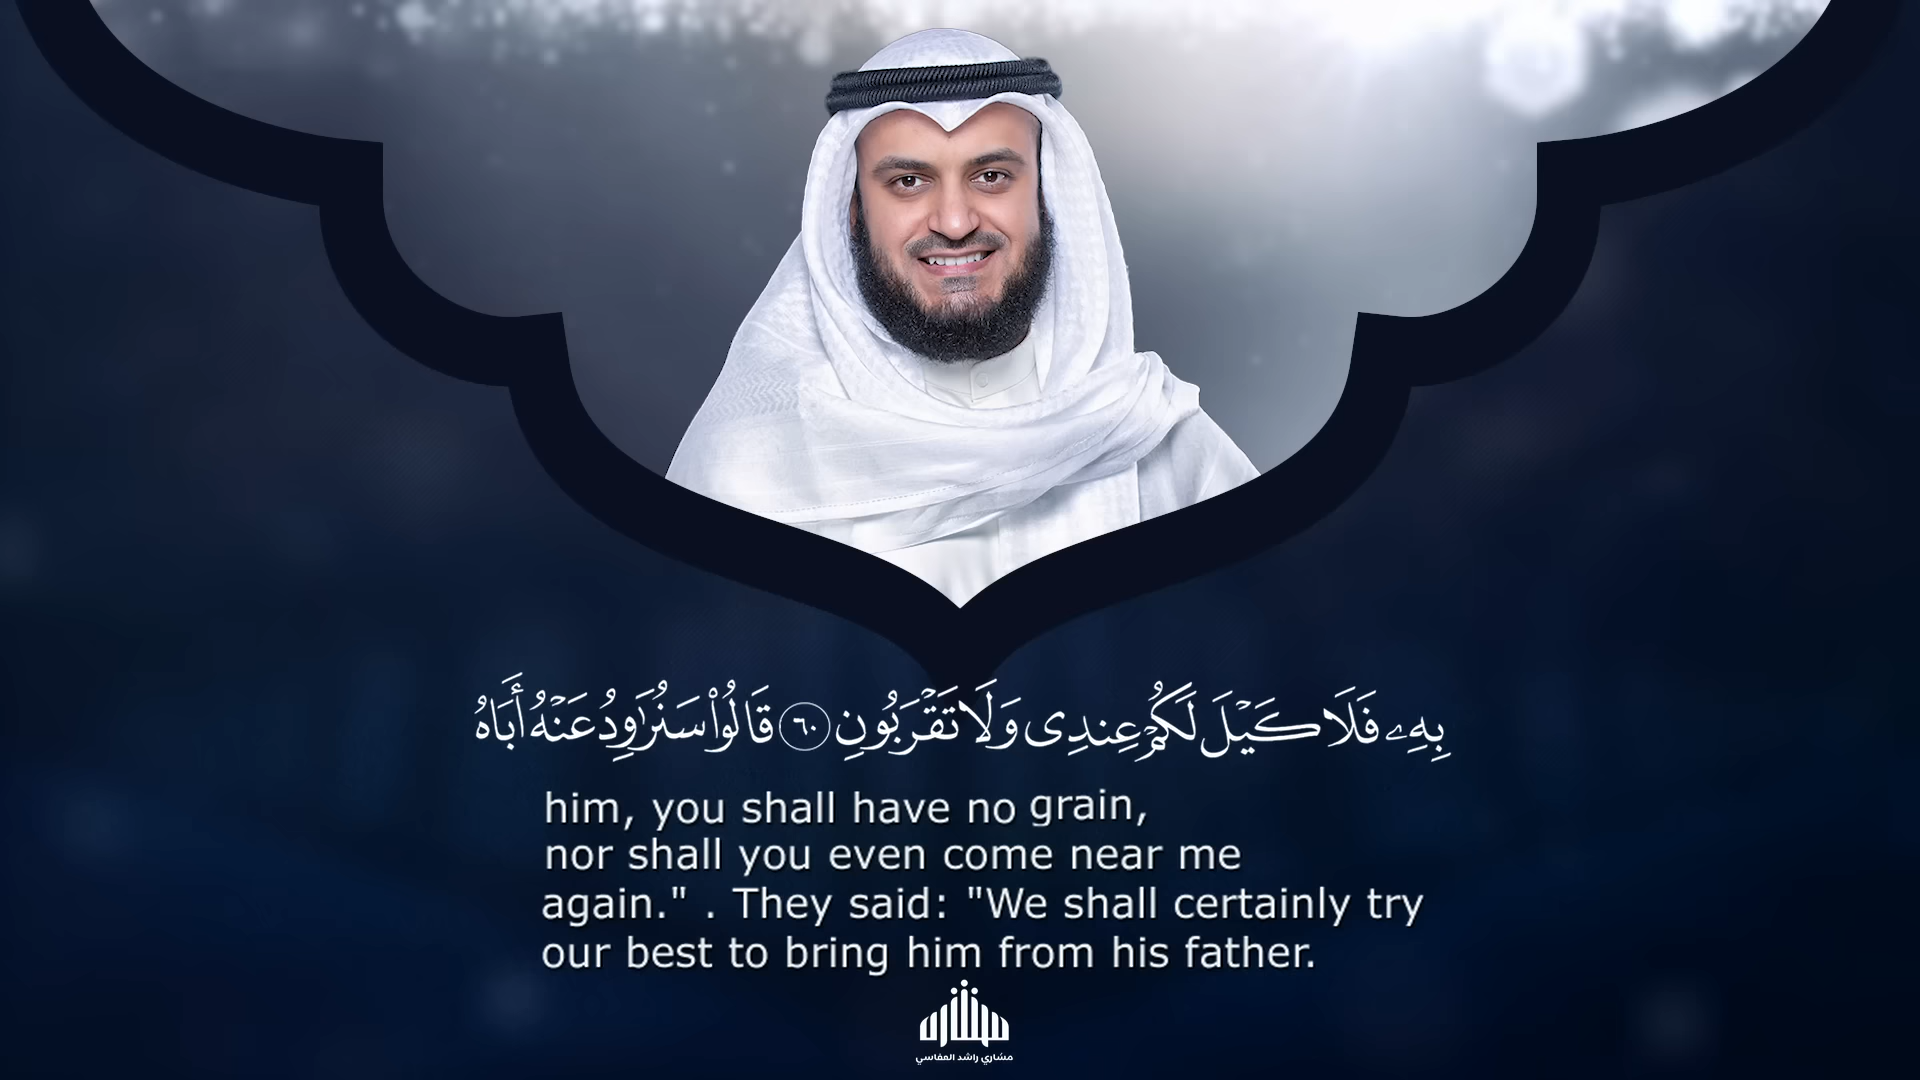 بِهِۦ فَلَا كَيْلَ لَكُمْ عِندِى وَلَا تَقْرَبُونِ ٦٠ قَالُوا۟ سَنُرَٰوِدُ عَنْهُ أَبَاهُ
him, you shall have no grain,
nor shall you even come near me
again." . They said: "We shall certainly try
our best to bring him from his father.
مشاري راشد العفاسي